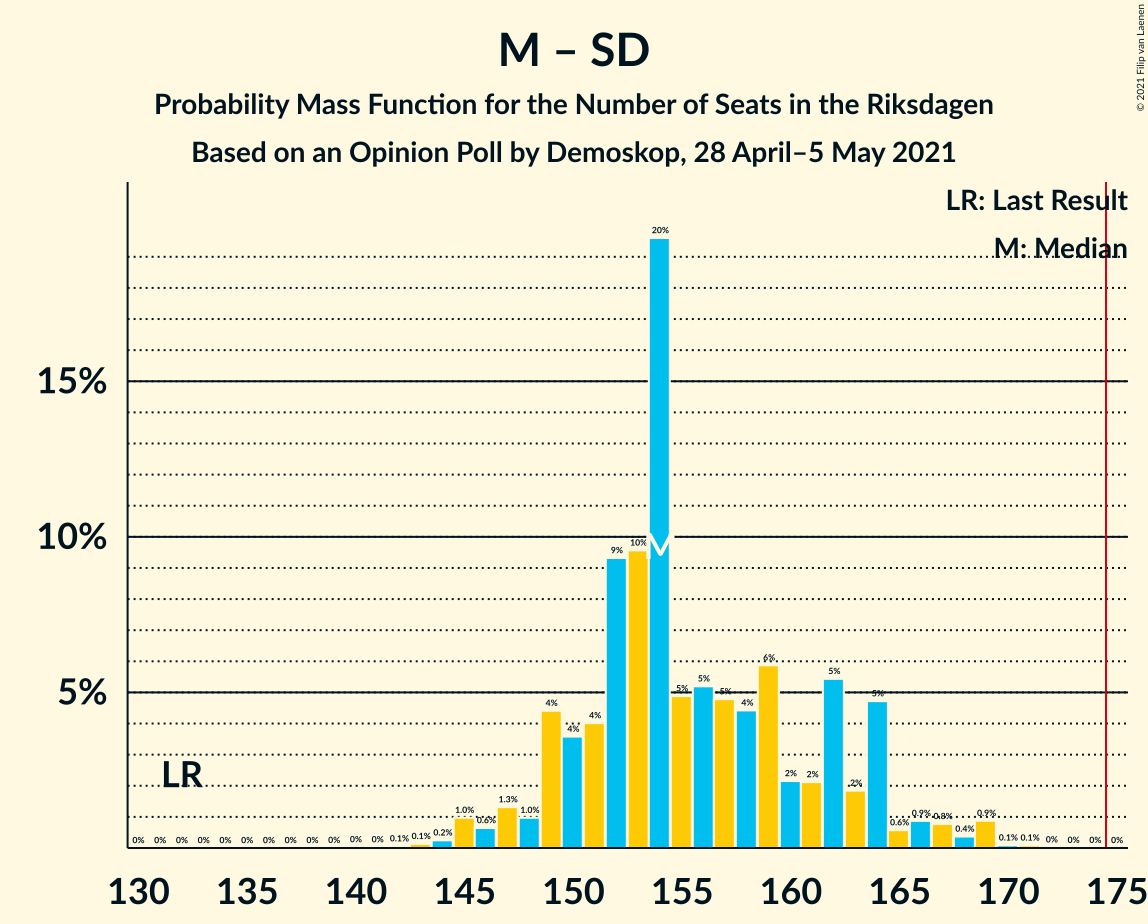 © 2021 Filip van Laenen
M – SD
Probability Mass Function for the Number of Seats in the Riksdagen
Based on an Opinion Poll by Demoskop, 28 April–5 May 2021
LR: Last Result
M: Median
15%
10%
5%
LR
M
0% 0% 0% 0% 0% 0% 0% 0% 0% 0% 0% 0% 0.1% 0.1% 0.2% 1.0% 0.6% 1.3% 1.0% 4% 4% 4% 9% 10% 20% 5% 5% 5% 4% 6% 2% 2% 5% 2% 5% 0.6% 0.9% 0.8% 0.4% 0.9% 0.1% 0.1% 0% 0% 0% 0%
130 135 140 145 150 155 160 165 170 175